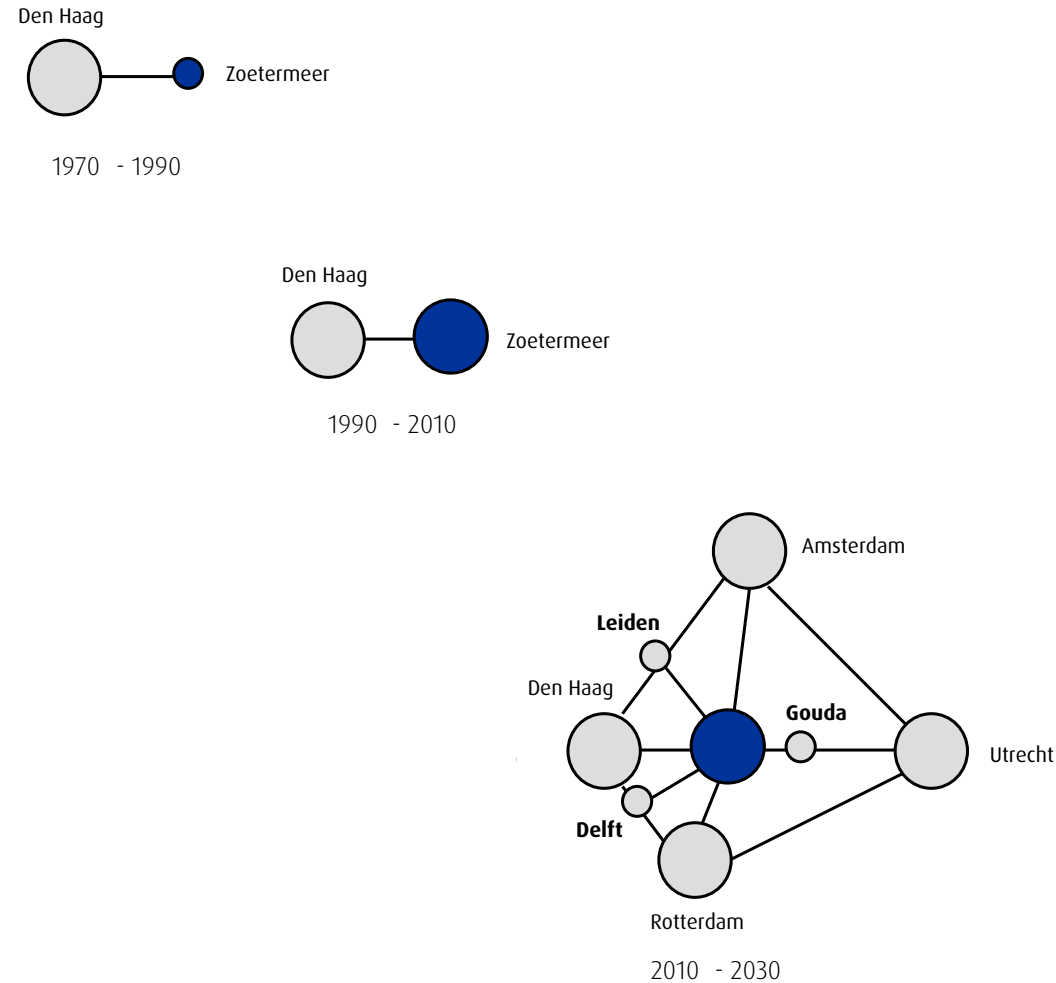 Den Haag
Zoetermeer
1970 - 1990
Den Haag
Zoetermeer
1990 - 2010
Amsterdam
Leiden
Den Haag
Gouda
Utrecht
Delft
Rotterdam
2010 - 2030